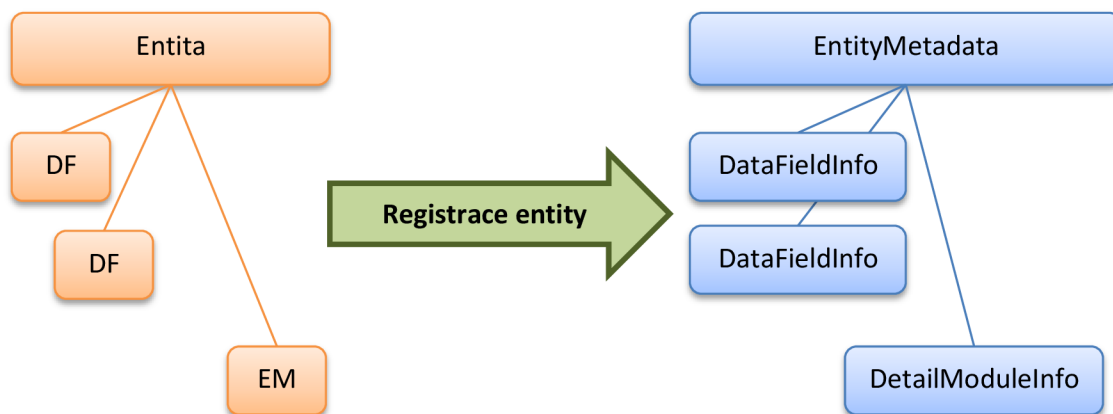 Entita
EntityMetadata
DF
DataFieldInfo
Registrace entity
DF
DataFieldInfo
EM
DetailModuleInfo